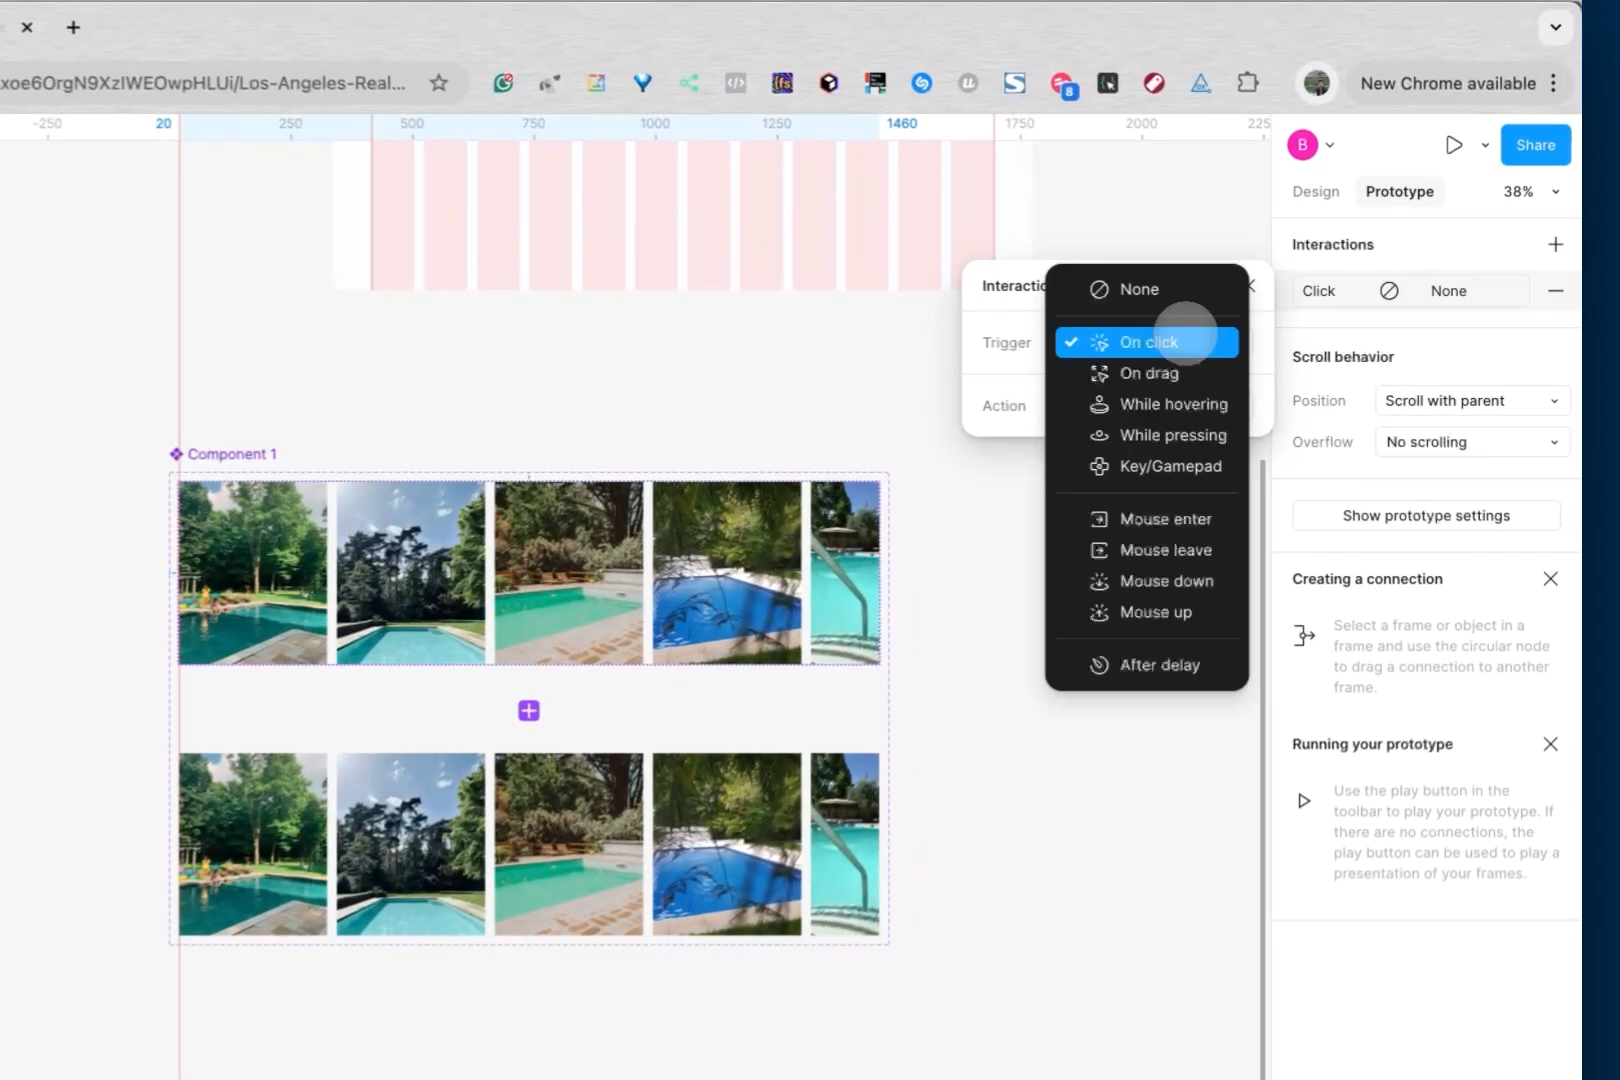 xoe6OrgN9XzIWEOwpHLUi/Los-Angeles-Real...
8
New Chrome available
-250
20
250
500
750
1000
1250
1460
1750
2000
225
B
Share
Design
Prototype
38%
Interactions
Click
None
Interactio
None
Trigger
On click
On drag
Action
While hovering
While pressing
Key/Gamepad
Mouse enter
Mouse leave
Mouse down
Mouse up
After delay
Scroll behavior
Position
Scroll with parent
Overflow
No scrolling
Show prototype settings
Creating a connection
Select a frame or object in a
frame and use the circular node
to drag a connection to another
frame.
Running your prototype
Use the play button in the
toolbar to play your prototype. If
there are no connections, the
play button can be used to play a
presentation of your frames.
Component 1